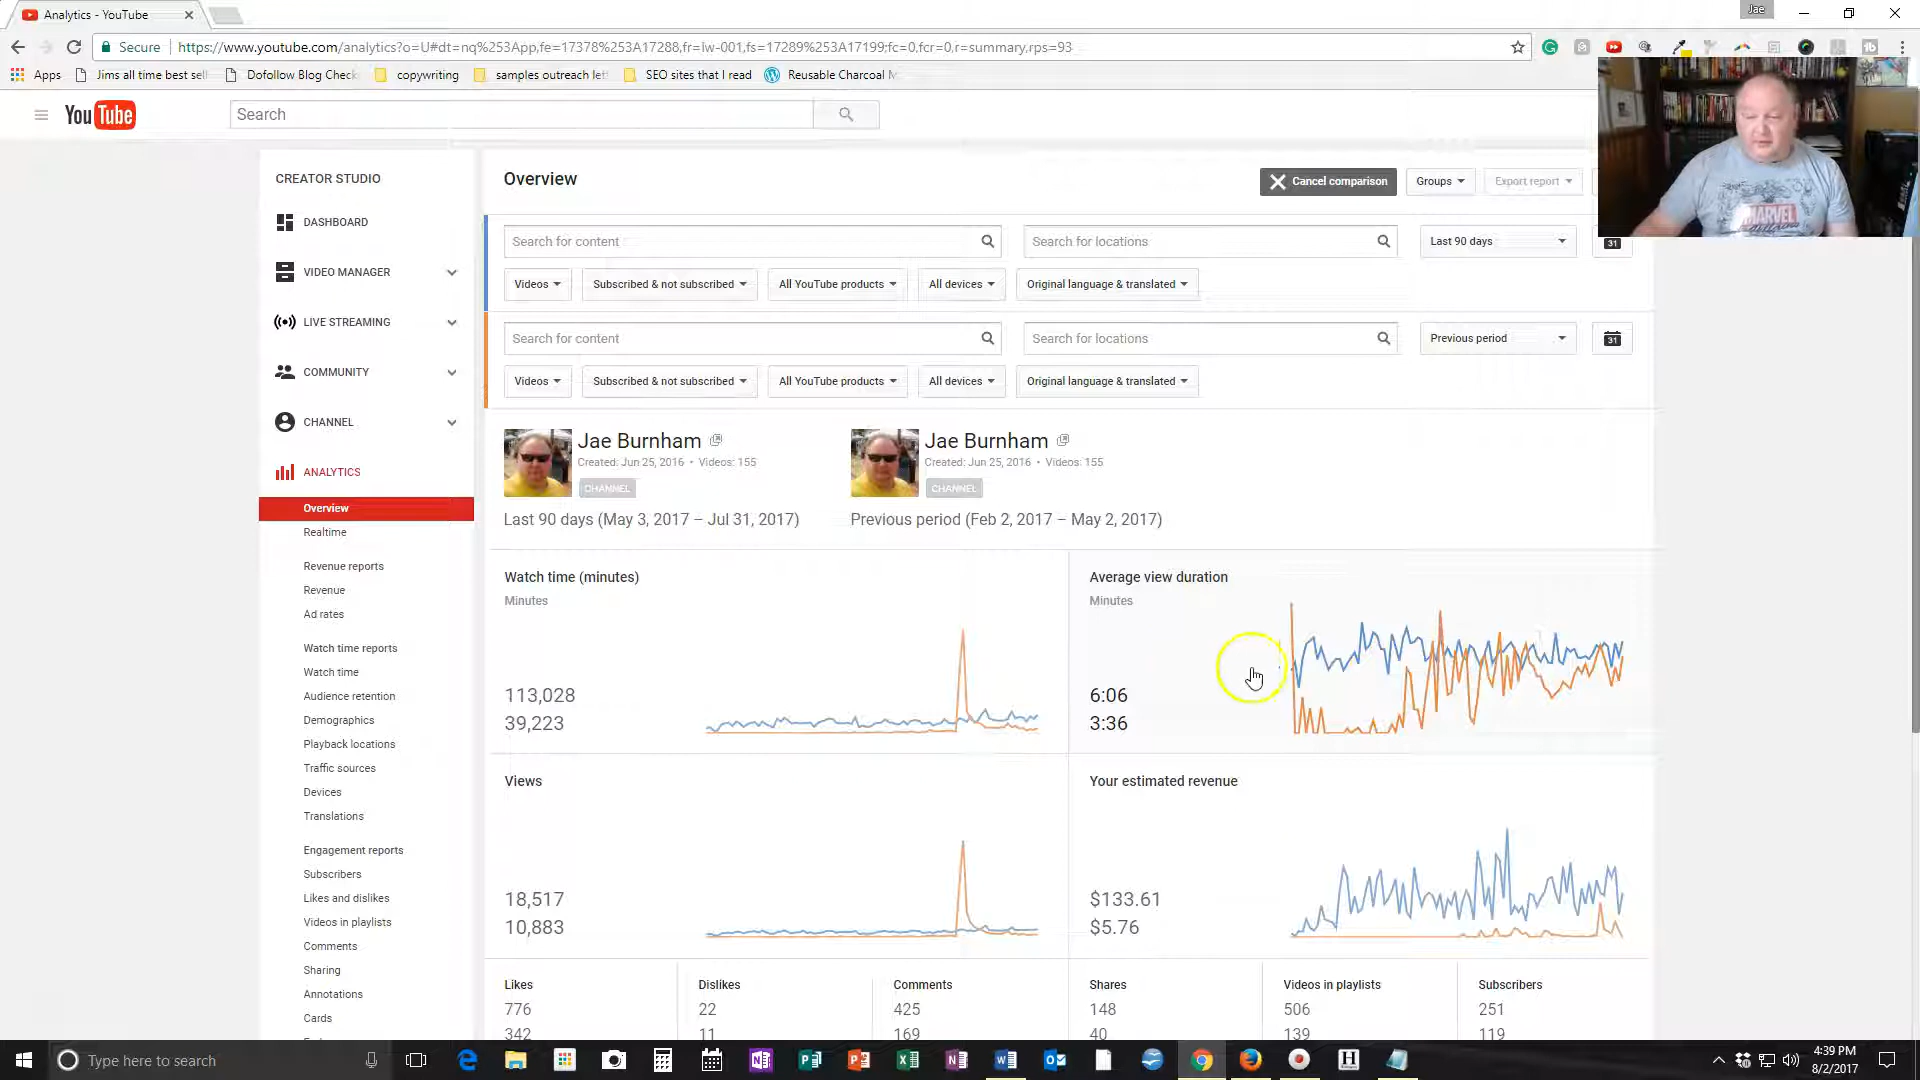 Analytics - YouTube
Jae
Secure https://www.youtube.com/analytics?o=U#dt=nq%253App,fe=17378%253A17288,fr=lw-001,fs=17289%253A17199;fc=0,fcr=0,r=summary,rps=93
Apps Jims all time best sel Dofollow Blog Check copywriting samples outreach let SEO sites that I read Reusable Charcoal
YouTube
Search
CREATOR STUDIO
DASHBOARD
VIDEO MANAGER
LIVE STREAMING
COMMUNITY
CHANNEL
ANALYTICS
Overview
Realtime
Revenue reports
Revenue
Ad rates
Watch time reports
Watch time
Audience retention
Demographics
Playback locations
Traffic sources
Devices
Translations
Engagement reports
Subscribers
Likes and dislikes
Videos in playlists
Comments
Sharing
Annotations
Cards
Overview
Cancel comparison Groups Export report
Search for content Search for locations Last 90 days 31
Videos Subscribed & not subscribed All YouTube products All devices Original language & translated
Search for content Search for locations Previous period 31
Videos Subscribed & not subscribed All YouTube products All devices Original language & translated
Jae Burnham Jae Burnham
Created: Jun 25, 2016 • Videos: 155 Created: Jun 25, 2016 • Videos: 155
CHANNEL CHANNEL
Last 90 days (May 3, 2017 – Jul 31, 2017) Previous period (Feb 2, 2017 – May 2, 2017)
Watch time (minutes) Average view duration
Minutes Minutes
113,028 6:06
39,223 3:36
Views Your estimated revenue
18,517 $133.61
10,883 $5.76
Likes Dislikes Comments Shares Videos in playlists Subscribers
776 22 425 148 506 251
342 11 169 40 139 119
MARVEL
Type here to search
4:39 PM
8/2/2017